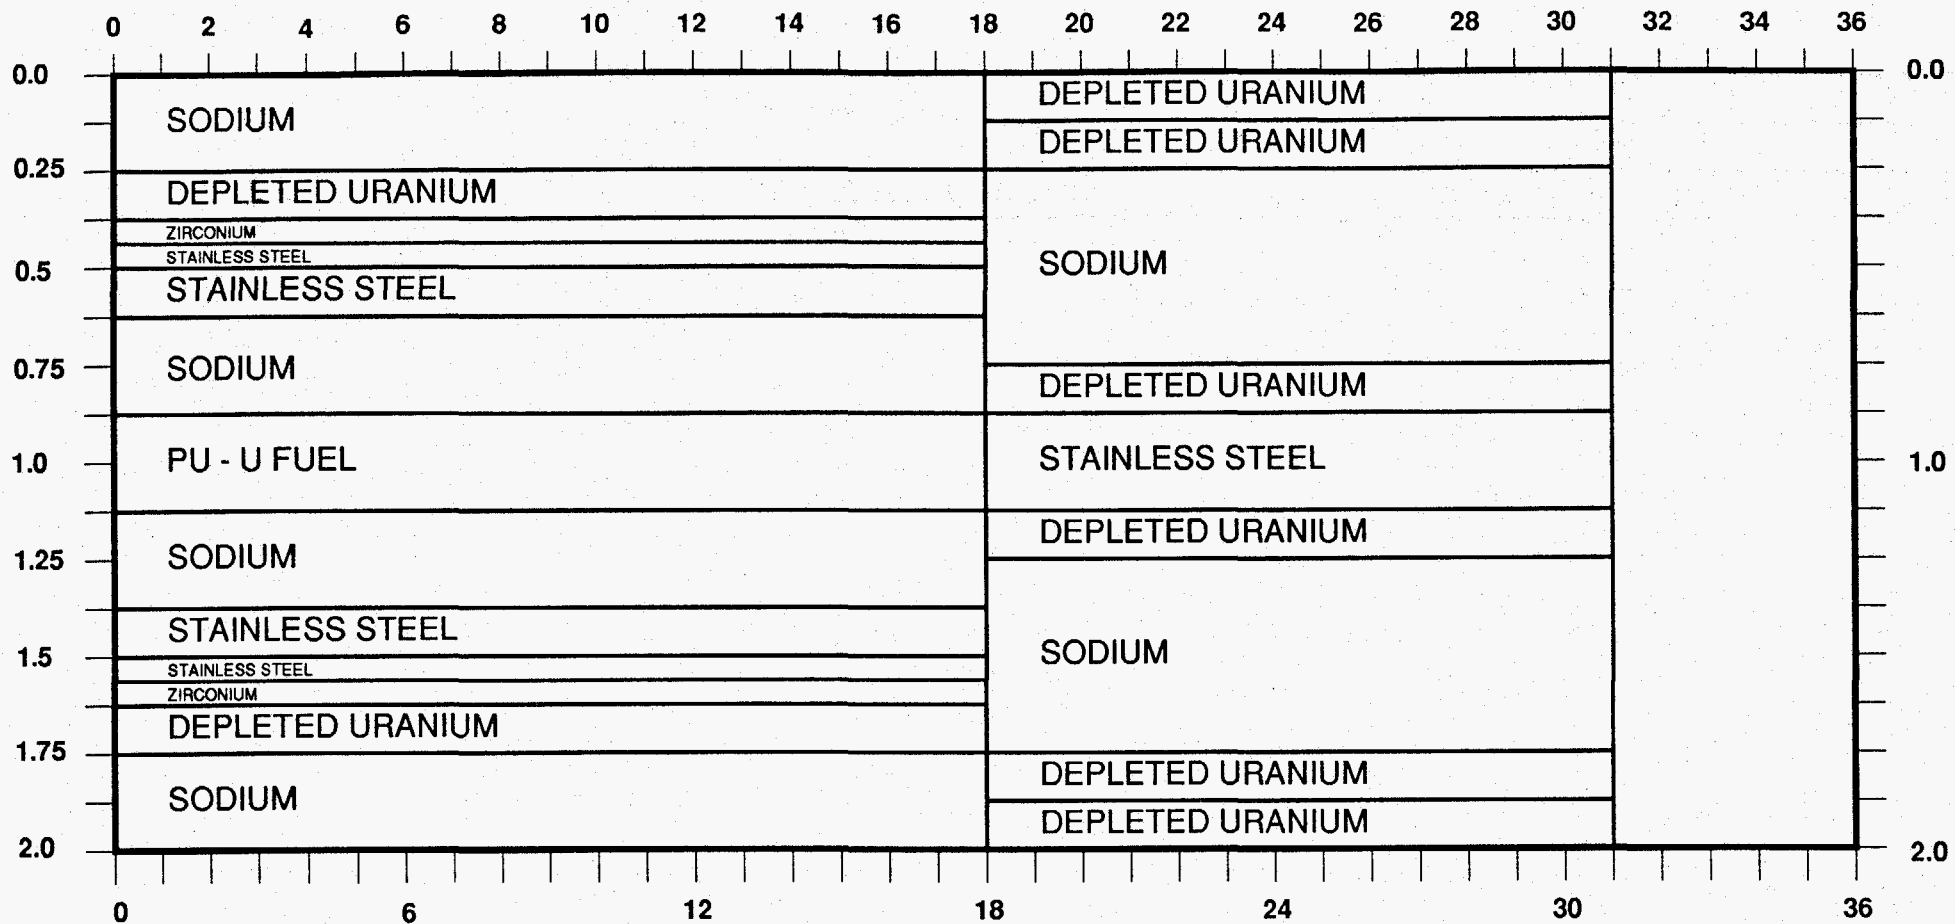 0 2 4 6 8 10 12 14 16 18 20 22 24 26 28 30 32 34 36
0.0 0.0
DEPLETED URANIUM
SODIUM
DEPLETED URANIUM
0.25
DEPLETED URANIUM
ZIRCONIUM
STAINLESS STEEL
SODIUM
0.5
STAINLESS STEEL
0.75 SODIUM
DEPLETED URANIUM
1.0 PU - U FUEL STAINLESS STEEL 1.0
DEPLETED URANIUM
1.25 SODIUM
STAINLESS STEEL
SODIUM
1.5
STAINLESS STEEL
ZIRCONIUM
DEPLETED URANIUM
1.75
DEPLETED URANIUM
SODIUM
DEPLETED URANIUM
2.0 2.0
0 6 12 18 24 30 36